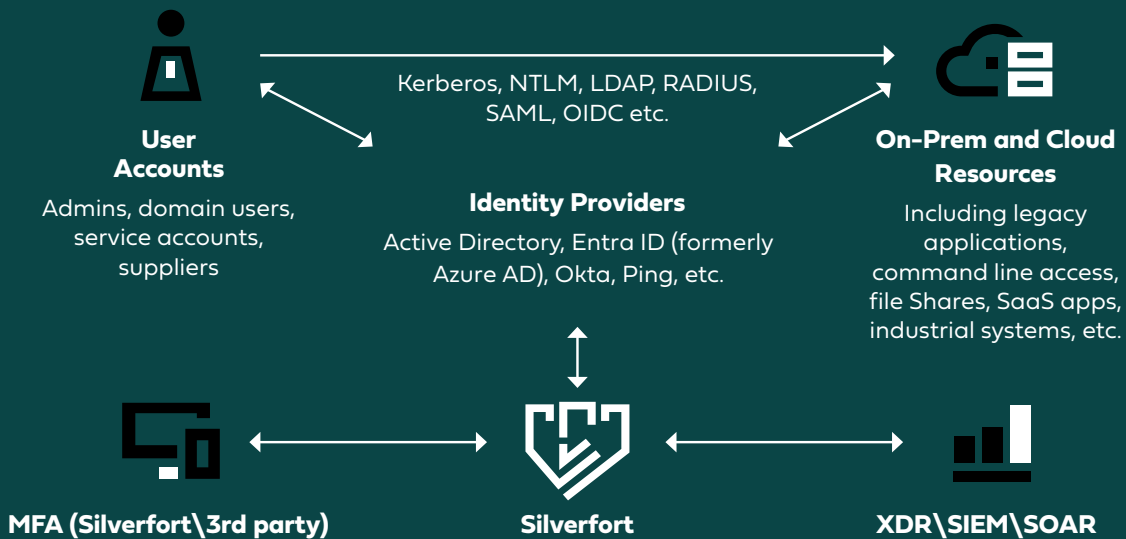 Kerberos, NTLM, LDAP, RADIUS,
SAML, OIDC etc.
User
Accounts
Admins, domain users,
service accounts,
suppliers
Identity Providers
Active Directory, Entra ID (formerly
Azure AD), Okta, Ping, etc.
On-Prem and Cloud
Resources
Including legacy
applications,
command line access,
file Shares, SaaS apps,
industrial systems, etc.
MFA (Silverfort\3rd party)
Silverfort
XDR\SIEM\SOAR